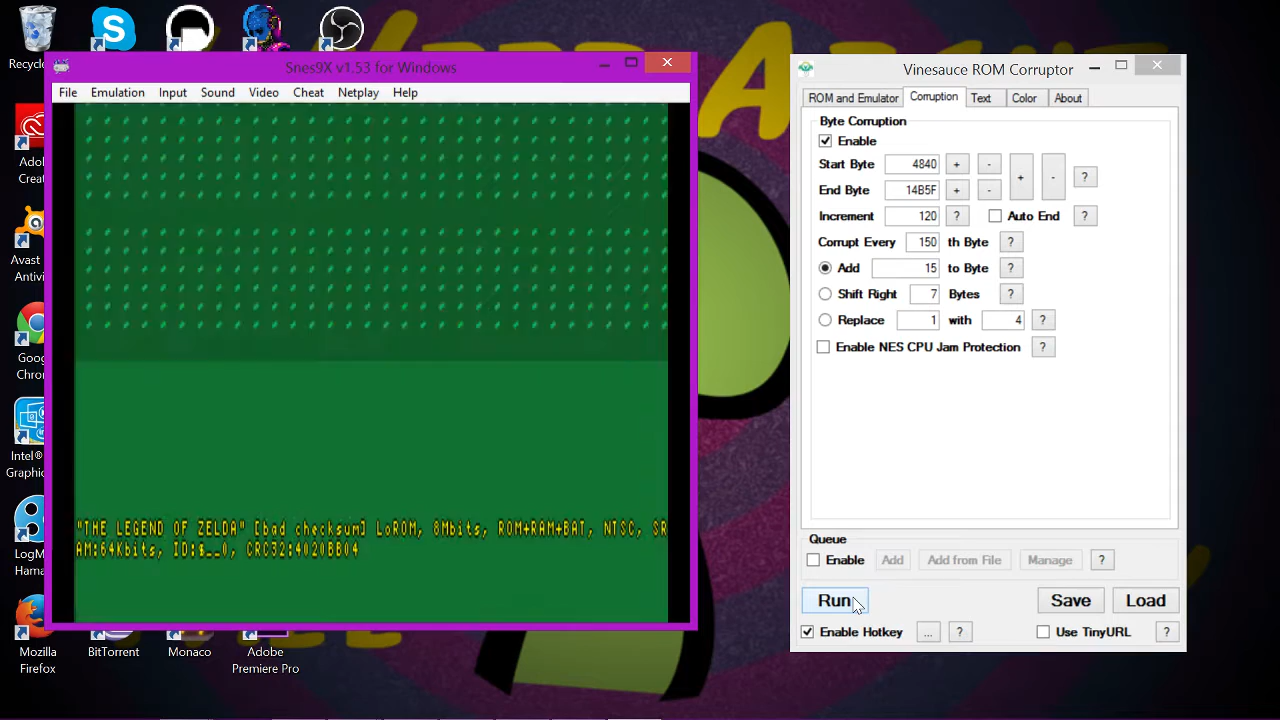 Recycle
Adob
Creat
Avast
Antivi
Goog
Chron
Intel®
Graphic
LogM
Hama
Mozilla
Firefox
BitTorrent
Monaco
Adobe
Premiere Pro
Snes9X v1.53 for Windows
File Emulation Input Sound Video Cheat Netplay Help
"THE LEGEND OF ZELDA" [bad checksum] LoROM, 8Mbits, ROM+RAM+BAT, NTSC, SR
AM:64Kbits, ID:$__0, CRC32:4020BB04
Vinesauce ROM Corruptor
ROM and Emulator Corruption Text Color About
Byte Corruption
Enable
Start Byte 4840 + - + - ?
End Byte 14B5F + -
Increment 120 ? Auto End ?
Corrupt Every 150 th Byte ?
Add 15 to Byte ?
Shift Right 7 Bytes ?
Replace 1 with 4 ?
Enable NES CPU Jam Protection ?
Queue
Enable Add Add from File Manage ?
Run Save Load
Enable Hotkey ... ? Use TinyURL ?